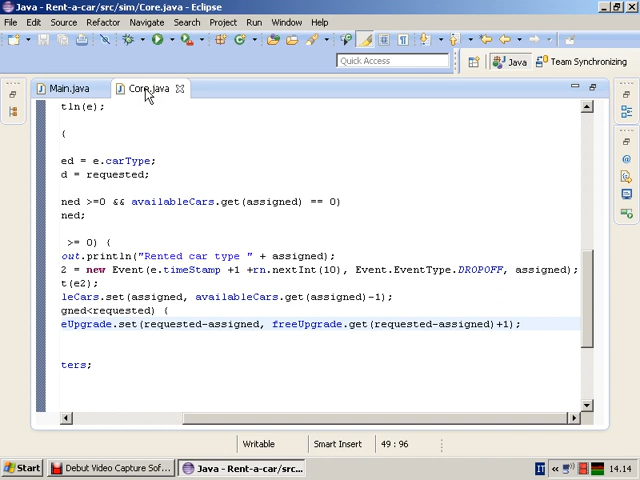 Java - Rent-a-car/src/sim/Core.java - Eclipse
File Edit Source Refactor Navigate Search Project Run Window Help
Quick Access
Java
Team Synchronizing
Main.java
Core.java
tln(e);
{
ed = e.carType;
d = requested;
ned >=0 && availableCars.get(assigned) == 0)
ned;
>= 0) {
out.println("Rented car type " + assigned);
2 = new Event(e.timeStamp +1 +rn.nextInt(10), Event.EventType.DROPOFF, assigned);
t(e2);
leCars.set(assigned, availableCars.get(assigned)-1);
gned<requested) {
eUpgrade.set(requested-assigned, freeUpgrade.get(requested-assigned)+1);
ters;
Writable
Smart Insert
49 : 96
Start
Debut Video Capture Sof...
Java - Rent-a-car/src...
IT
14.14